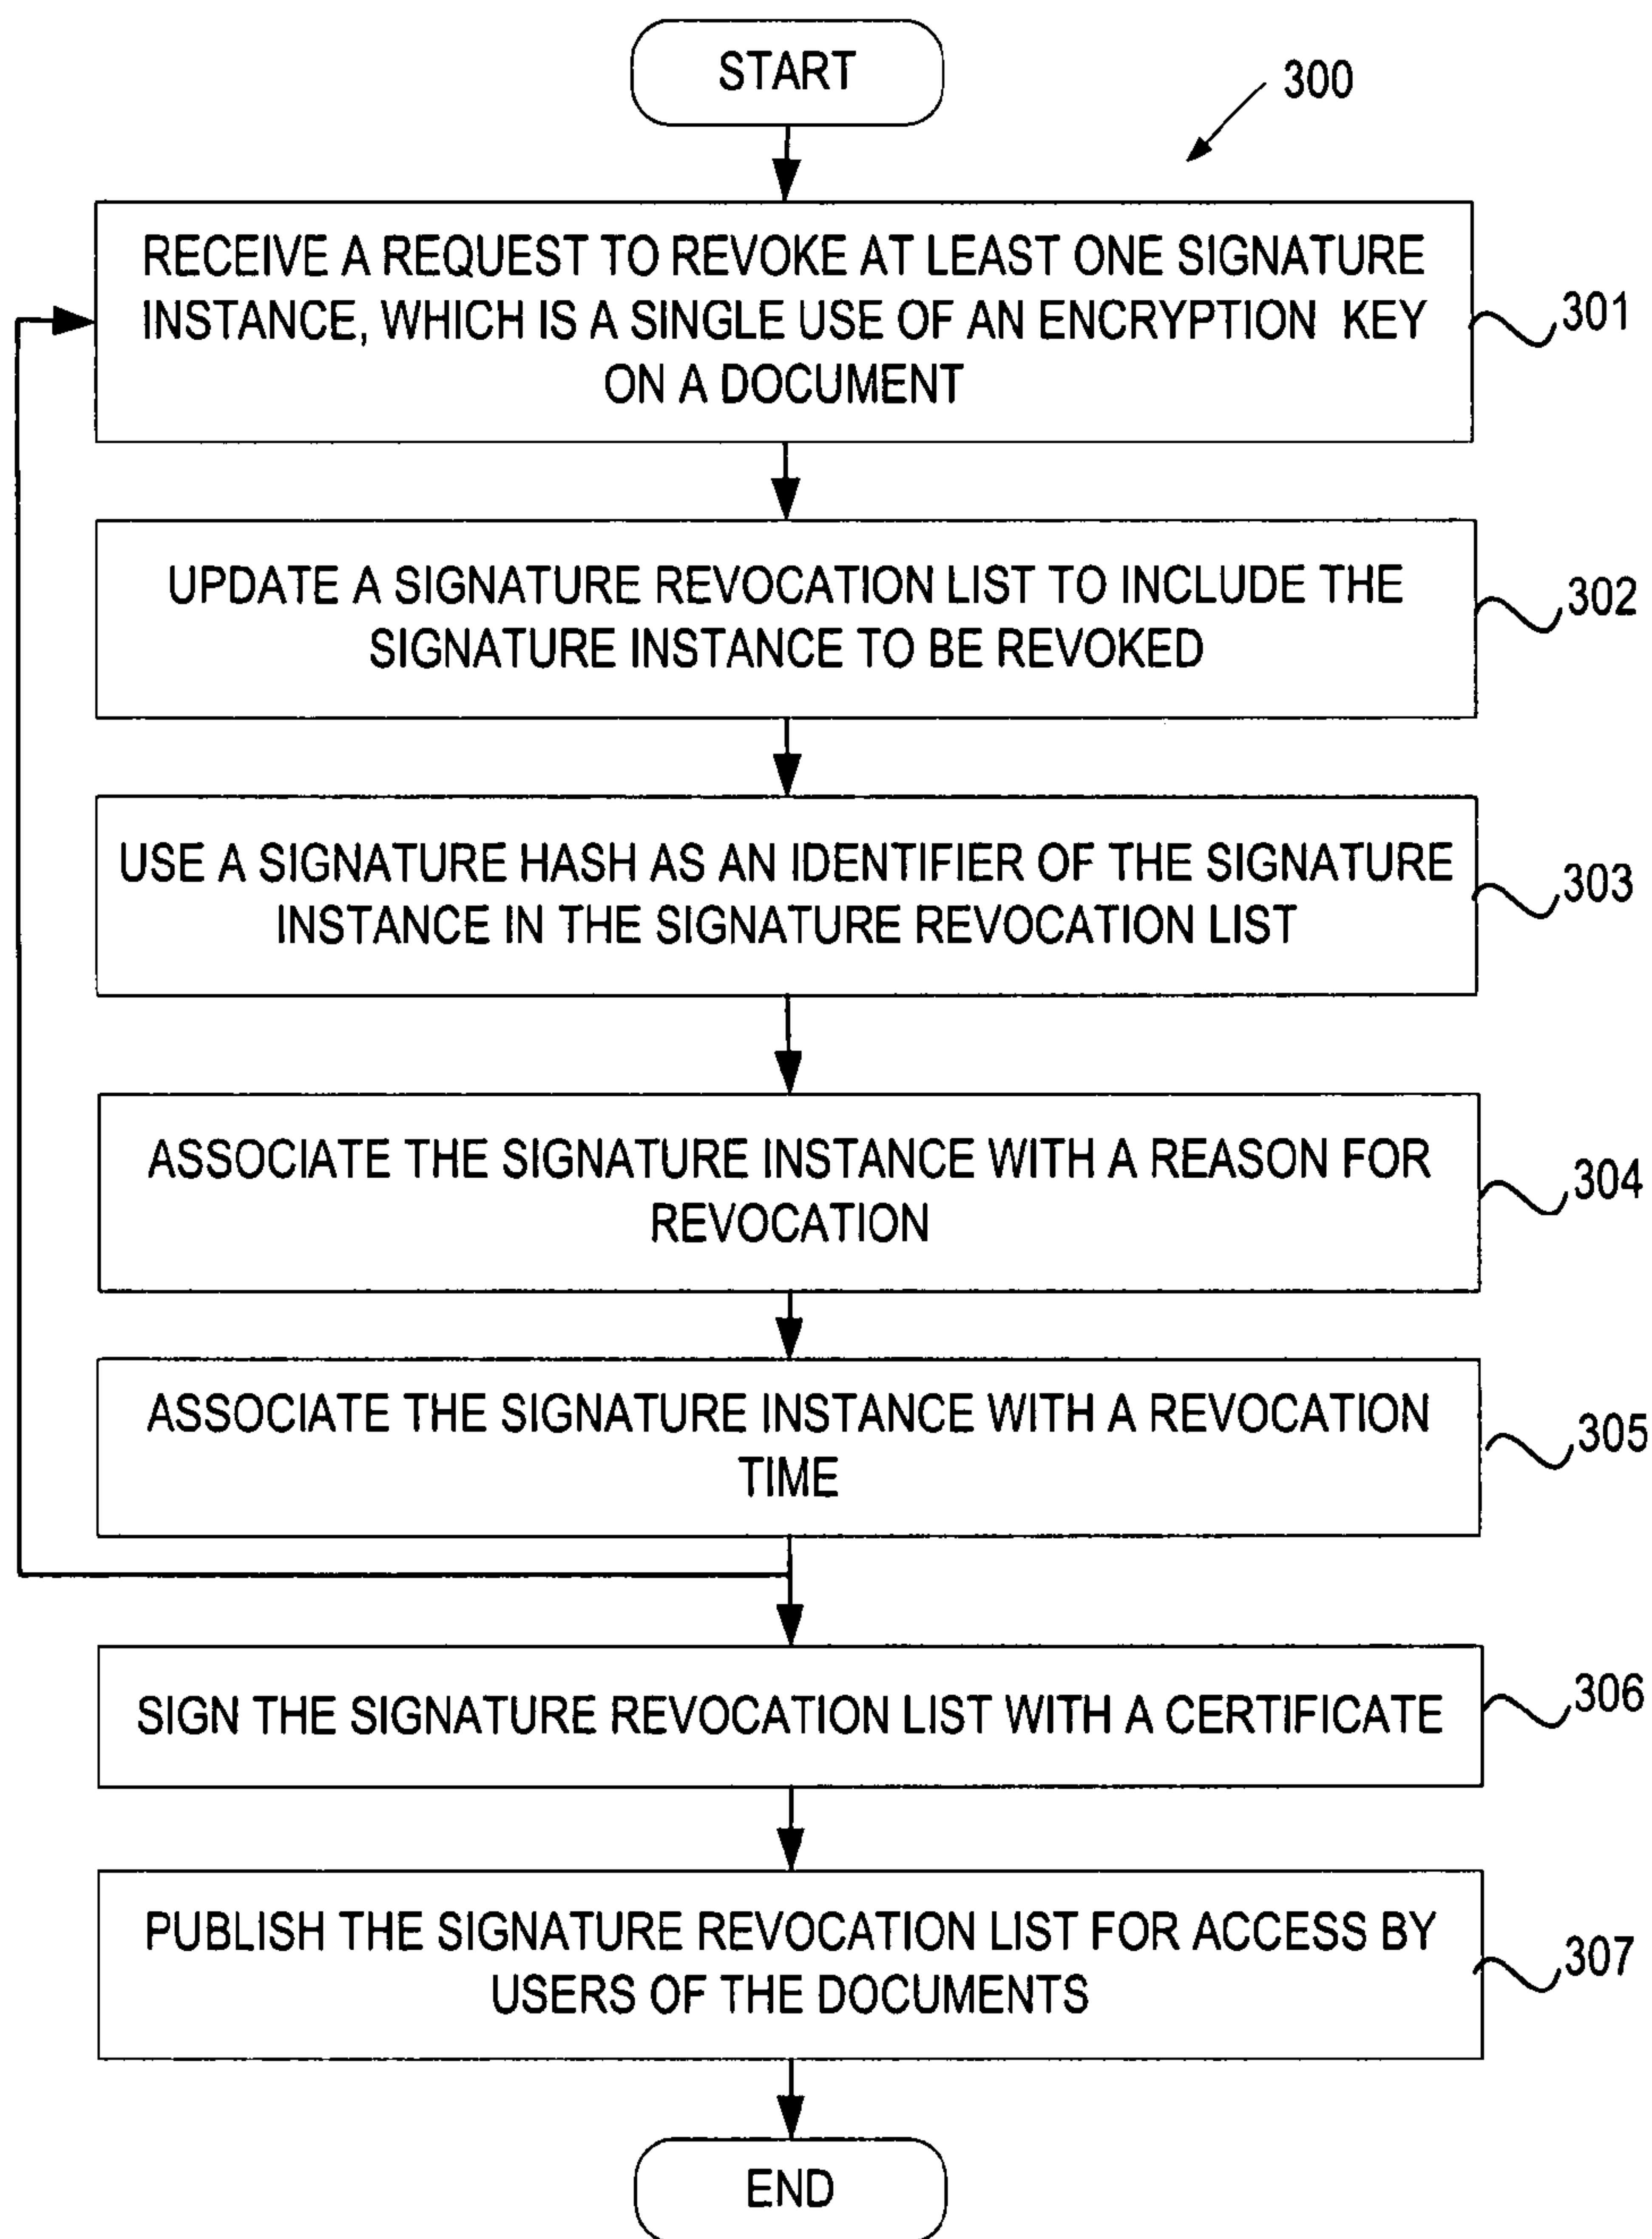 START
300
RECEIVE A REQUEST TO REVOKE AT LEAST ONE SIGNATURE
INSTANCE, WHICH IS A SINGLE USE OF AN ENCRYPTION KEY
ON A DOCUMENT
301
UPDATE A SIGNATURE REVOCATION LIST TO INCLUDE THE
SIGNATURE INSTANCE TO BE REVOKED
302
USE A SIGNATURE HASH AS AN IDENTIFIER OF THE SIGNATURE
INSTANCE IN THE SIGNATURE REVOCATION LIST
303
ASSOCIATE THE SIGNATURE INSTANCE WITH A REASON FOR
REVOCATION
304
ASSOCIATE THE SIGNATURE INSTANCE WITH A REVOCATION
TIME
305
SIGN THE SIGNATURE REVOCATION LIST WITH A CERTIFICATE
306
PUBLISH THE SIGNATURE REVOCATION LIST FOR ACCESS BY
USERS OF THE DOCUMENTS
307
END